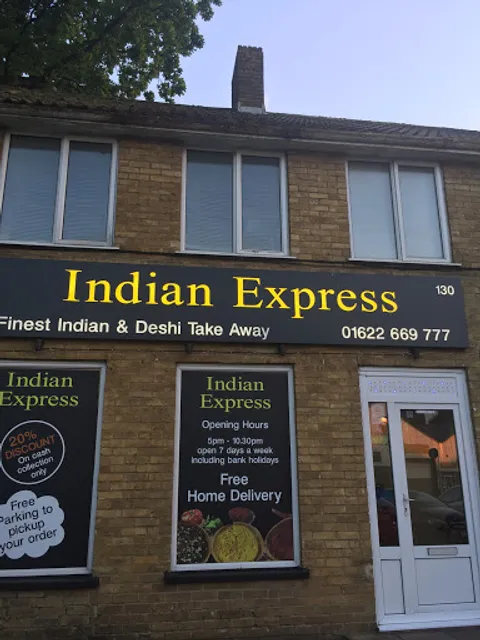 Indian Express
130
Finest Indian & Deshi Take Away
01622 669 777
Indian
Express
20%
DISCOUNT
On cash
collection
only
Free
Parking to
pickup
your order
Indian
Express
Opening Hours
5pm - 10.30pm
open 7 days a week
including bank holidays
Free
Home Delivery